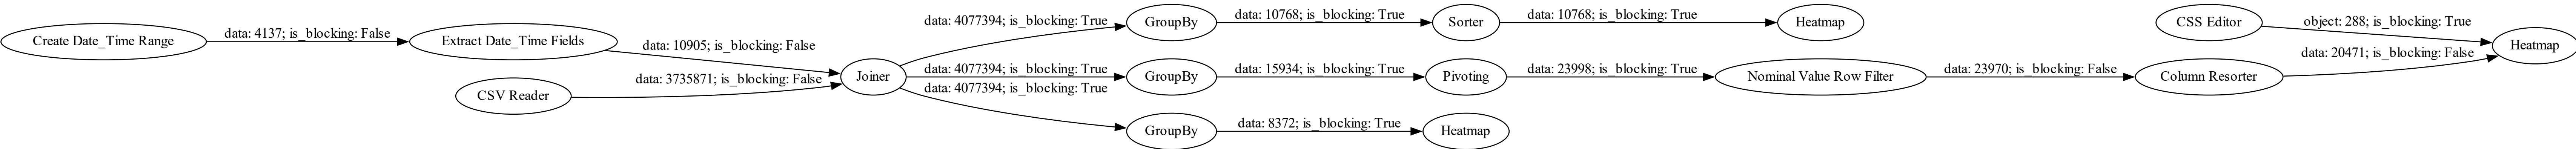 Create Date_Time Range
data: 4137; is_blocking: False
Extract Date_Time Fields
data: 10905; is_blocking: False
CSV Reader
data: 3735871; is_blocking: False
Joiner
data: 4077394; is_blocking: True
GroupBy
data: 10768; is_blocking: True
Sorter
data: 10768; is_blocking: True
Heatmap
data: 4077394; is_blocking: True
GroupBy
data: 15934; is_blocking: True
Pivoting
data: 23998; is_blocking: True
Nominal Value Row Filter
data: 23970; is_blocking: False
Column Resorter
data: 20471; is_blocking: False
CSS Editor
object: 288; is_blocking: True
Heatmap
data: 4077394; is_blocking: True
GroupBy
data: 8372; is_blocking: True
Heatmap